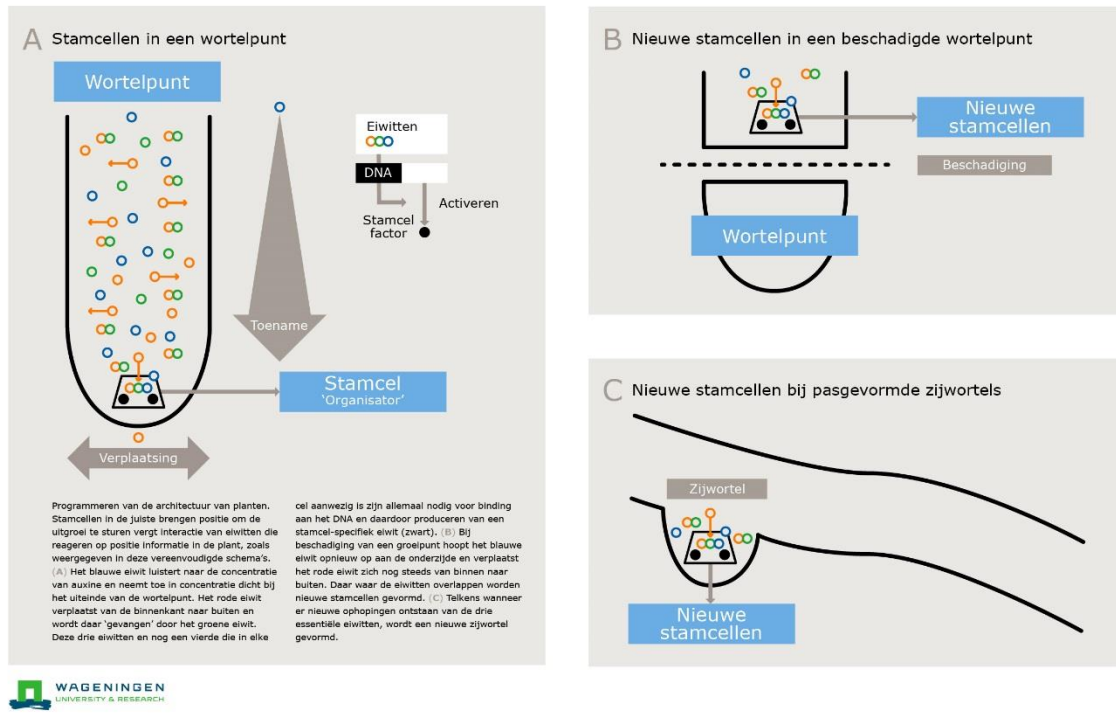 A Stamcellen in een wortelpunt
Wortelpunt
Eiwitten
DNA
Activeren
Stamcel
factor
Toename
Stamcel
'Organisator'
Verplaatsing
Programmeren van de architectuur van planten.
Stamcellen in de juiste brengen positie om de
uitgroei te sturen vergt interactie van eiwitten die
reageren op positie informatie in de plant, zoals
weergegeven in deze vereenvoudigde schema's.
(A) Het blauwe eiwit luistert naar de concentratie
van auxine en neemt toe in concentratie dicht bij
het uiteinde van de wortelpunt. Het rode eiwit
verplaatst van de binnenkant naar buiten en
wordt daar 'gevangen' door het groene eiwit.
Deze drie eiwitten en nog een vierde die in elke
cel aanwezig is zijn allemaal nodig voor binding
aan het DNA en daardoor produceren van een
stamcel-specifiek eiwit (zwart). (B) Bij
beschadiging van een groeipunt hoopt het blauwe
eiwit opnieuw op aan de onderzijde en verplaatst
het rode eiwit zich nog steeds van binnen naar
buiten. Daar waar de eiwitten overlappen worden
nieuwe stamcellen gevormd. (C) Telkens wanneer
er nieuwe ophopingen ontstaan van de drie
essentiële eiwitten, wordt een nieuwe zijwortel
gevormd.
B Nieuwe stamcellen in een beschadigde wortelpunt
Nieuwe
stamcellen
Beschadiging
Wortelpunt
C Nieuwe stamcellen bij pasgevormde zijwortels
Zijwortel
Nieuwe
stamcellen
WAGENINGEN
UNIVERSITY & RESEARCH